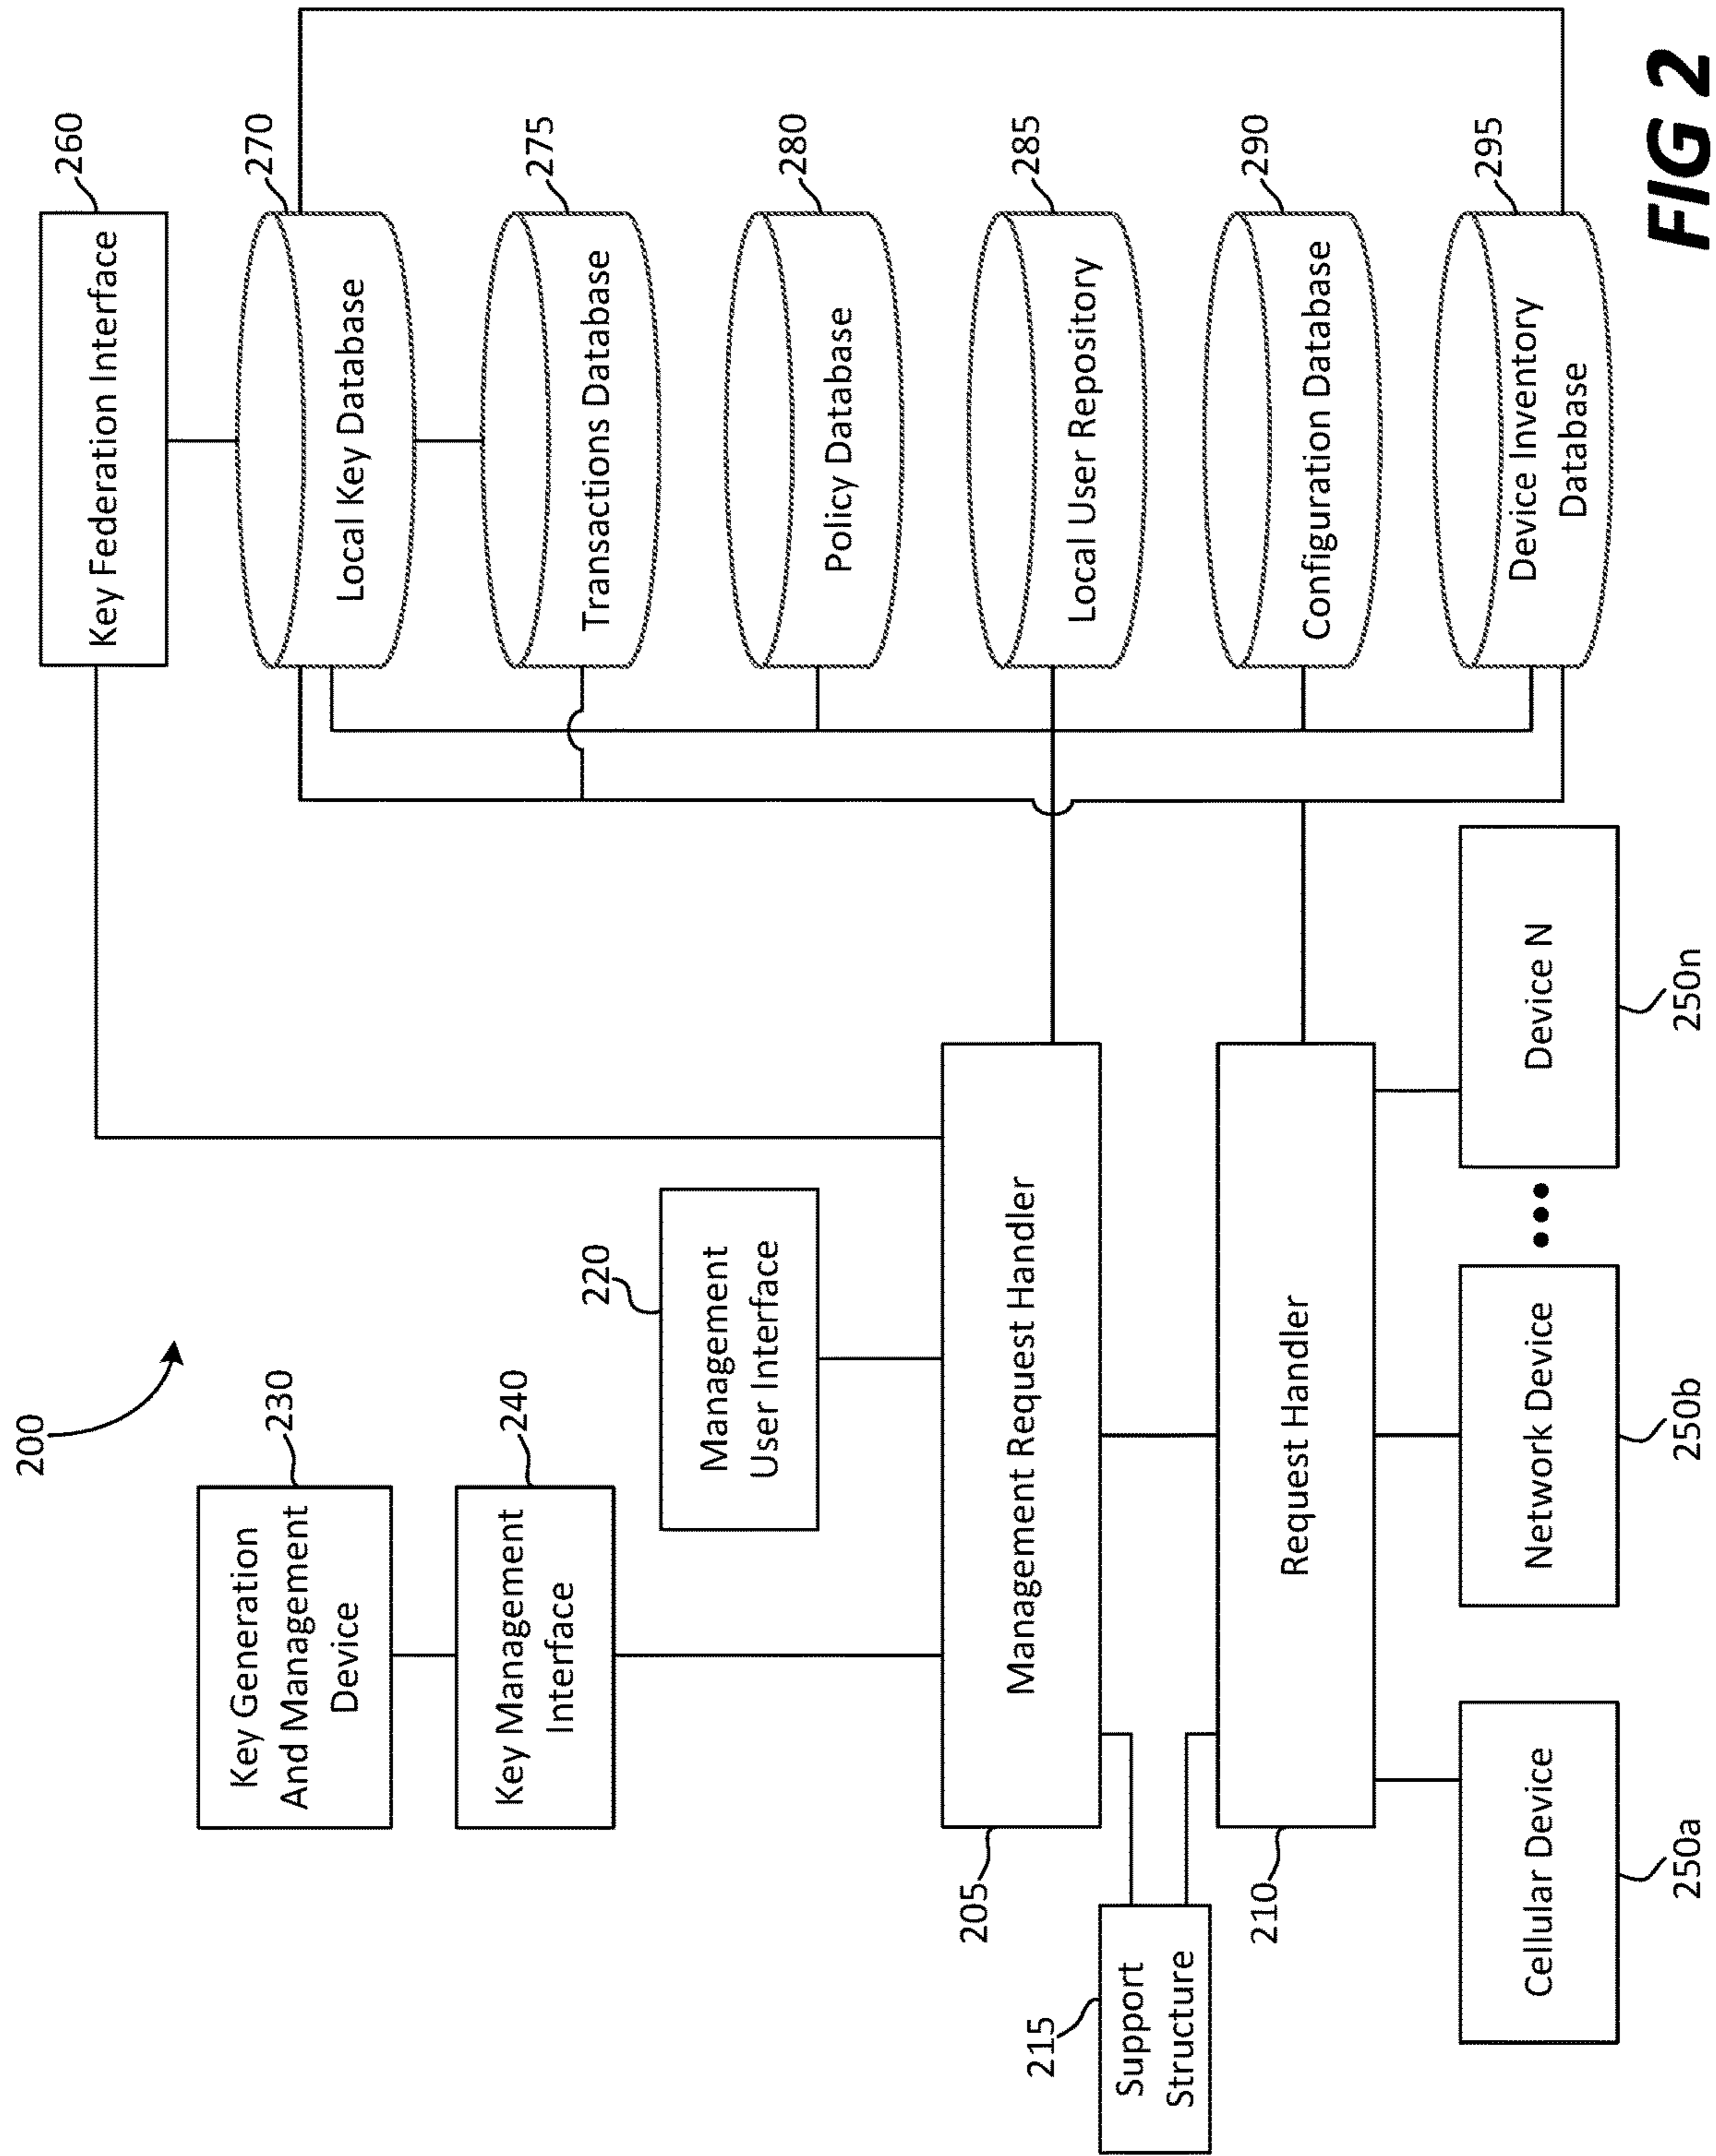 200
230
Key Generation
And Management
Device
240
Key Management
Interface
220
Management
User Interface
205
Management Request Handler
210
Request Handler
215
Support
Structure
Cellular Device
250a
Network Device
250b
Device N
250n
260
Key Federation Interface
270
Local Key Database
275
Transactions Database
280
Policy Database
285
Local User Repository
290
Configuration Database
295
Device Inventory
Database
FIG 2